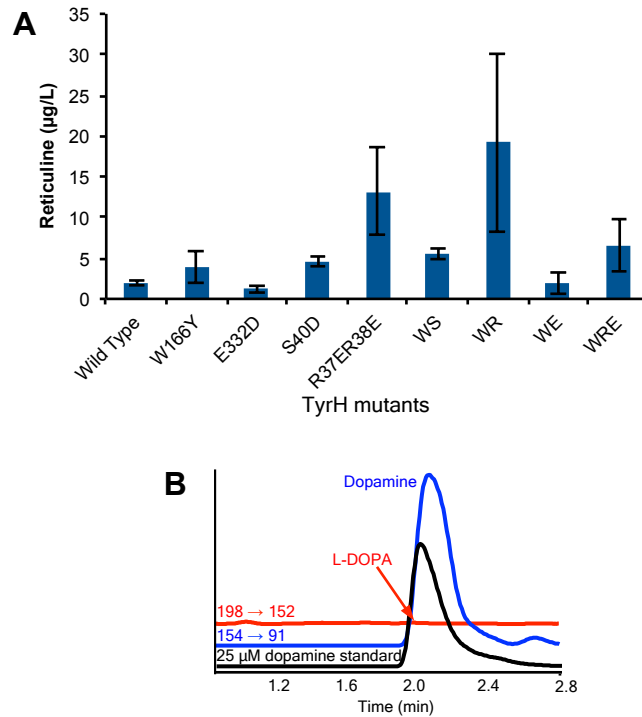 A
Reticuline (µg/L)
35
30
25
20
15
10
5
0
Wild Type
W166Y
E332D
S40D
R37ER38E
WS
WR
WE
WRE
TyrH mutants
B
Dopamine
L-DOPA
198 → 152
154 → 91
25 µM dopamine standard
1.2 1.6 2.0 2.4 2.8
Time (min)